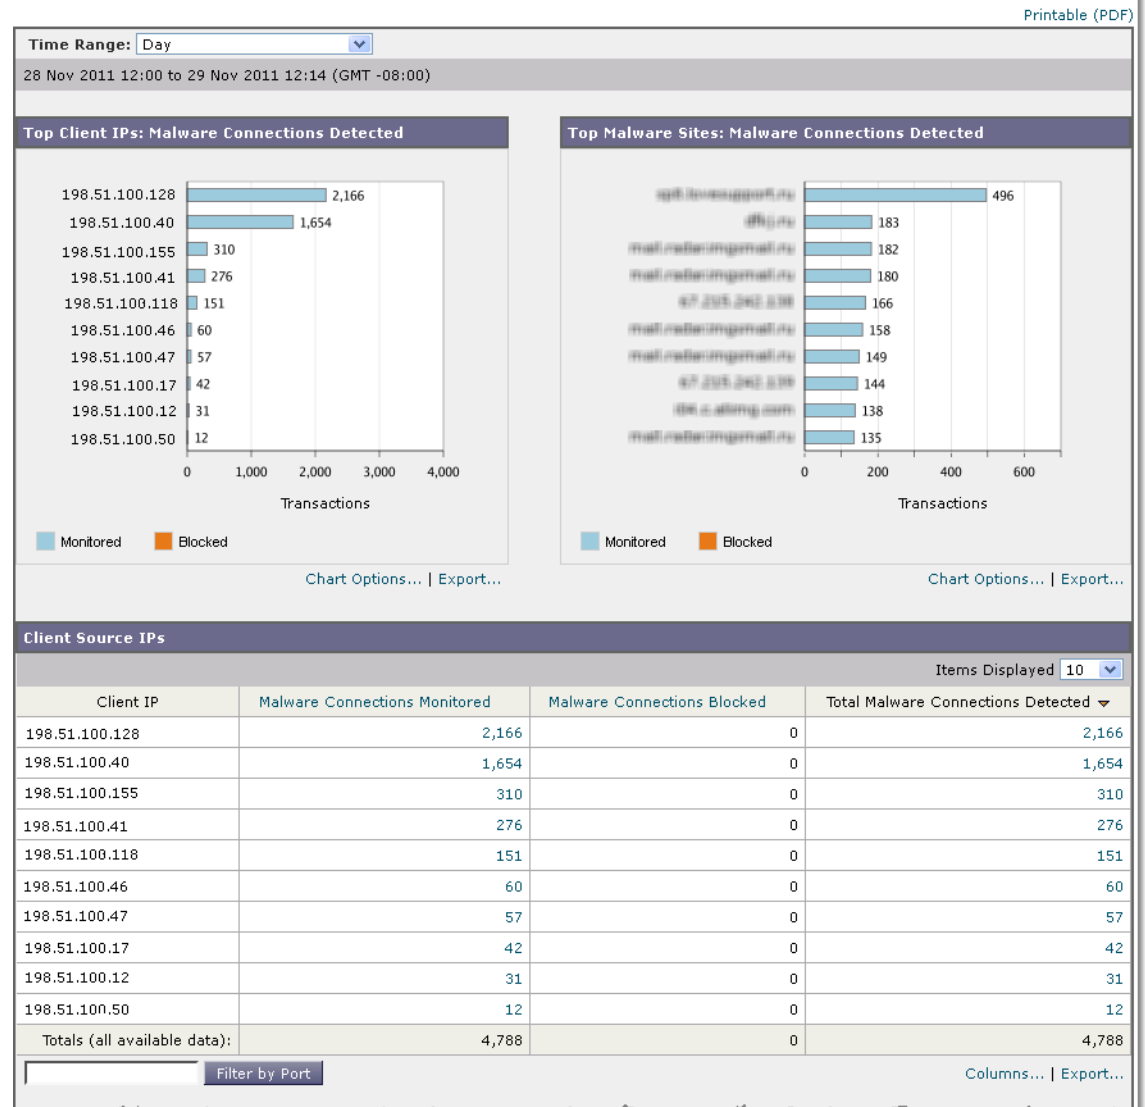 Printable (PDF)
Time Range: Day
28 Nov 2011 12:00 to 29 Nov 2011 12:14 (GMT -08:00)
Top Client IPs: Malware Connections Detected
198.51.100.128 2,166
198.51.100.40 1,654
198.51.100.155 310
198.51.100.41 276
198.51.100.118 151
198.51.100.46 60
198.51.100.47 57
198.51.100.17 42
198.51.100.12 31
198.51.100.50 12
0 1,000 2,000 3,000 4,000
Transactions
Monitored Blocked
Chart Options... | Export...
Top Malware Sites: Malware Connections Detected
496
183
182
180
166
158
149
144
138
135
0 200 400 600
Transactions
Monitored Blocked
Chart Options... | Export...
Client Source IPs
Items Displayed 10
Client IP Malware Connections Monitored Malware Connections Blocked Total Malware Connections Detected
198.51.100.128 2,166 0 2,166
198.51.100.40 1,654 0 1,654
198.51.100.155 310 0 310
198.51.100.41 276 0 276
198.51.100.118 151 0 151
198.51.100.46 60 0 60
198.51.100.47 57 0 57
198.51.100.17 42 0 42
198.51.100.12 31 0 31
198.51.100.50 12 0 12
Totals (all available data): 4,788 0 4,788
Filter by Port
Columns... | Export...